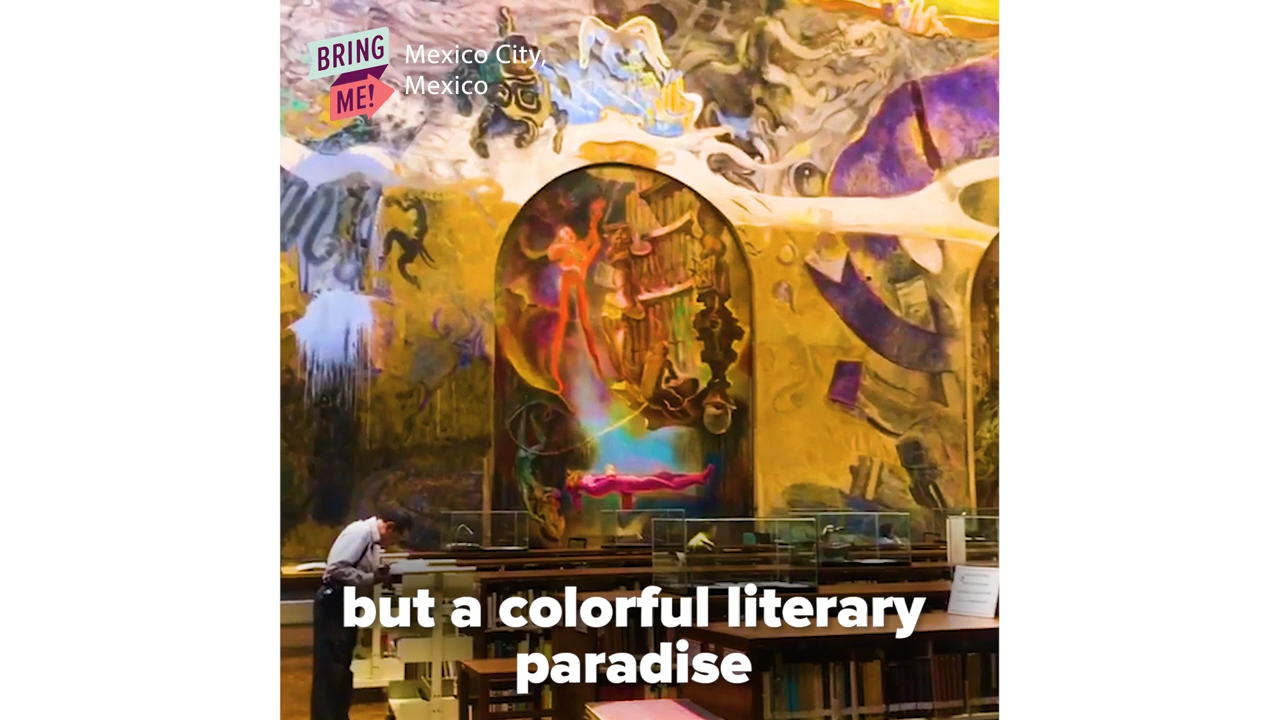 BRING
ME!
Mexico City,
Mexico
but a colorful literary
paradise